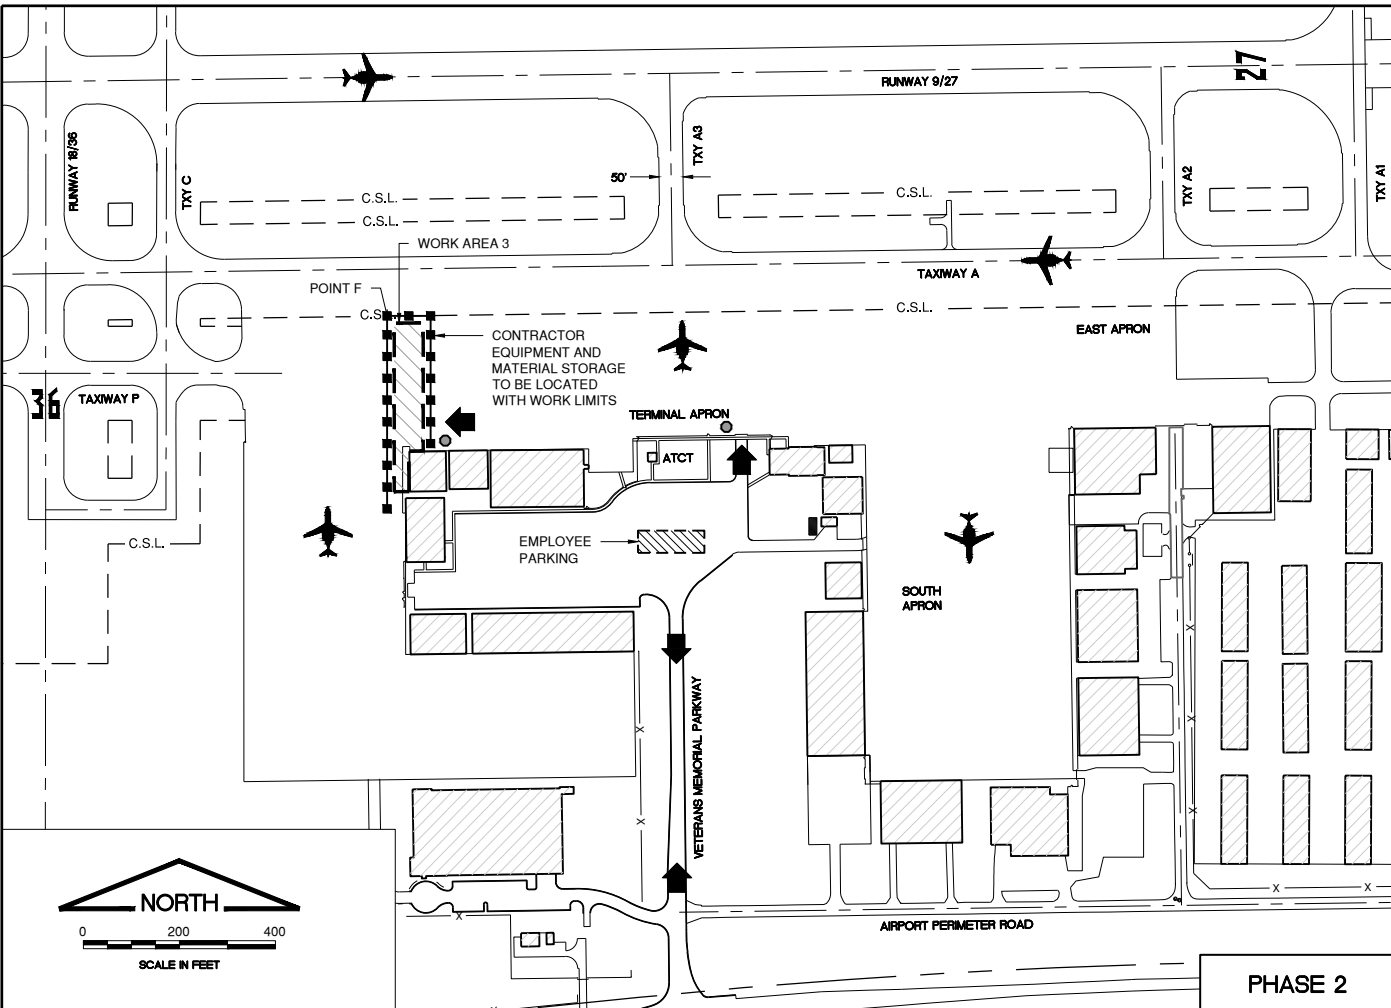 27
RUNWAY 9/27
RUNWAY 18/36
TXY C
TXY A3
TXY A2
TXY A1
50'
C.S.L.
C.S.L.
C.S.L.
WORK AREA 3
TAXIWAY A
POINT F
C.S
C.S.L.
EAST APRON
CONTRACTOR
EQUIPMENT AND
MATERIAL STORAGE
TO BE LOCATED
WITH WORK LIMITS
36
TAXIWAY P
TERMINAL APRON
ATCT
C.S.L.
EMPLOYEE
PARKING
SOUTH
APRON
X
X
X
X
X
VETERANS MEMORIAL PARKWAY
X
X
X
NORTH
AIRPORT PERIMETER ROAD
0 200 400
SCALE IN FEET
X
PHASE 2